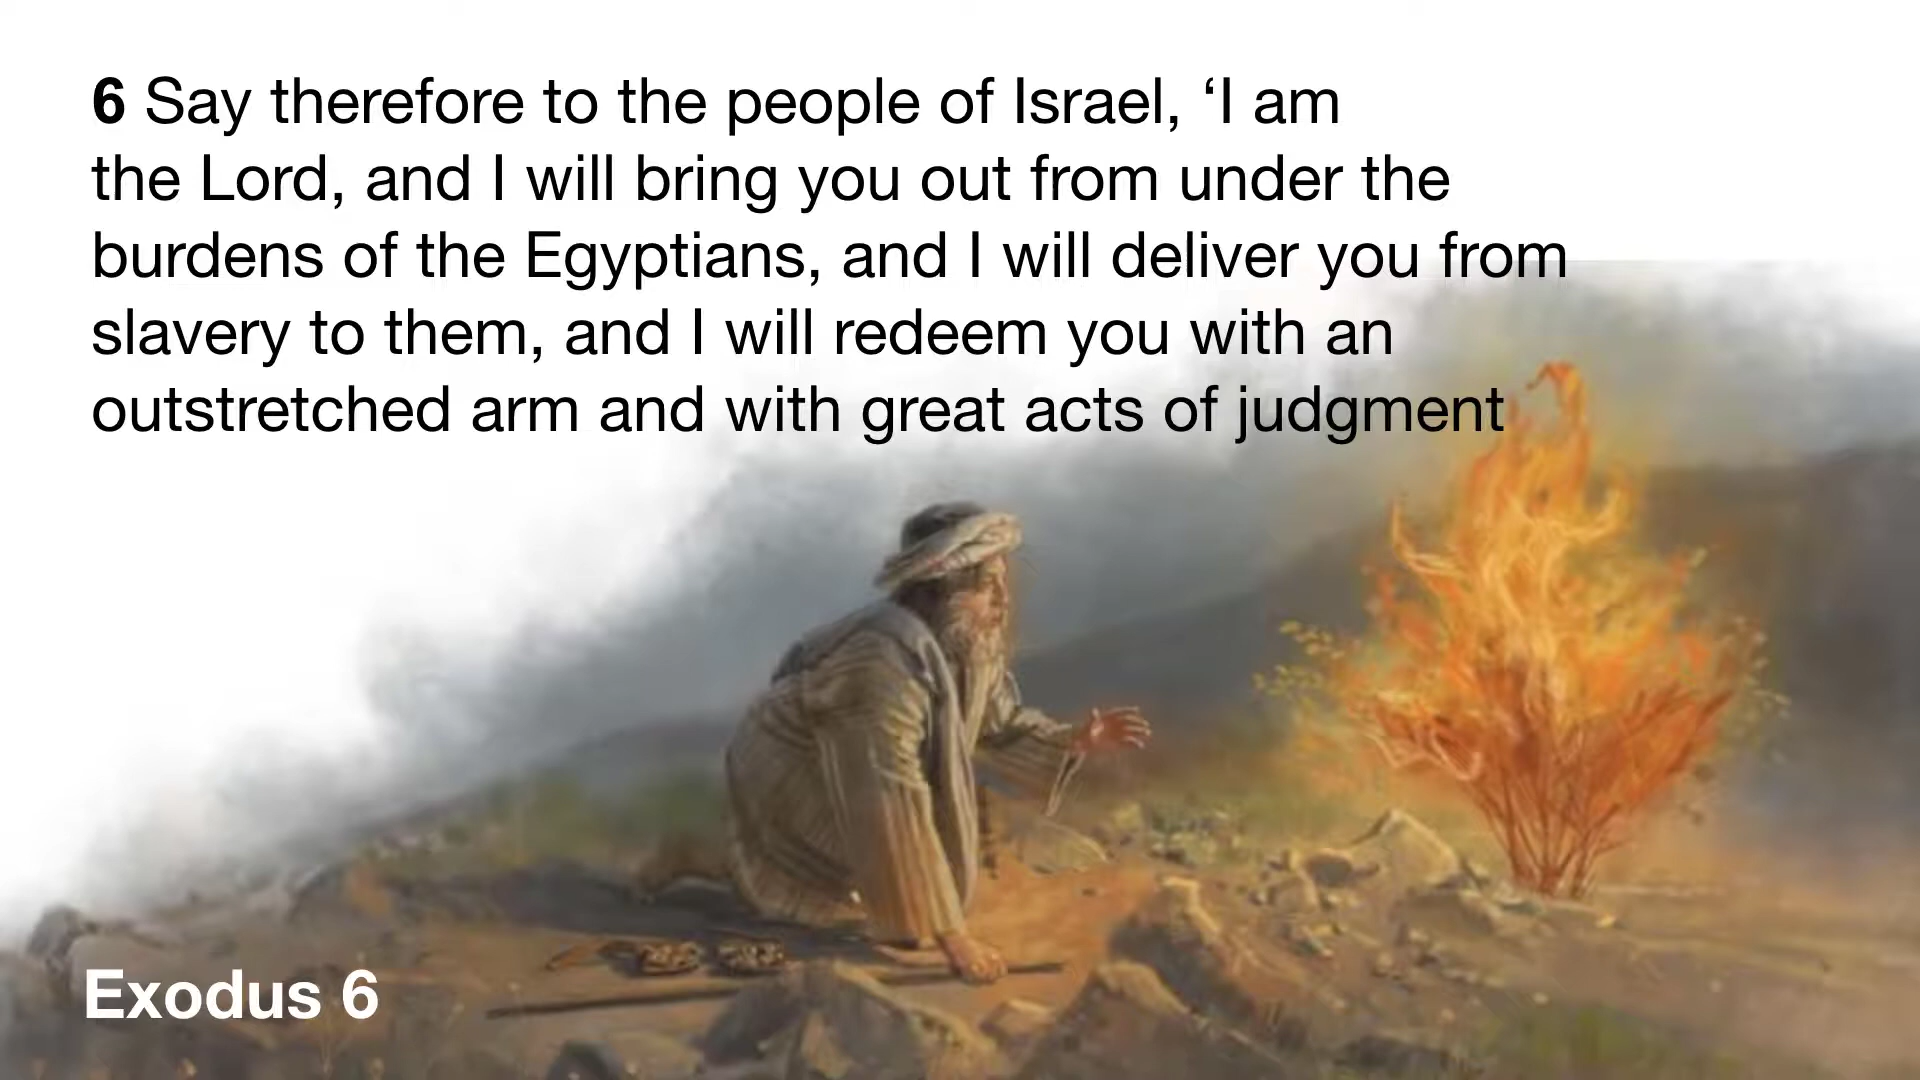 6 Say therefore to the people of Israel, ‘I am
the Lord, and I will bring you out from under the
burdens of the Egyptians, and I will deliver you from
slavery to them, and I will redeem you with an
outstretched arm and with great acts of judgment
Exodus 6